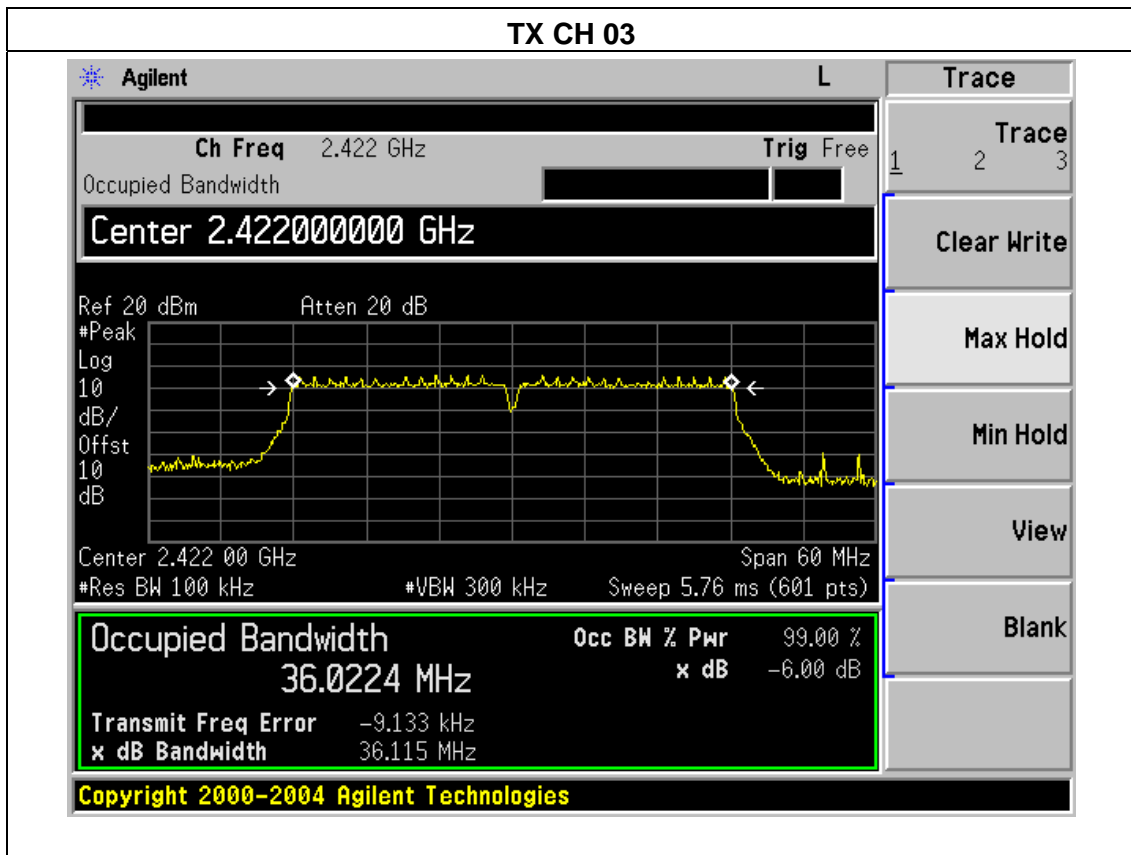 TX CH 03
Agilent L Trace
Ch Freq 2.422 GHz Trig Free
Occupied Bandwidth
Center 2.422000000 GHz
Ref 20 dBm Atten 20 dB
#Peak
Log
10
dB/
Offst
10
dB
Center 2.422 00 GHz Span 60 MHz
#Res BW 100 kHz #VBW 300 kHz Sweep 5.76 ms (601 pts)
Occupied Bandwidth Occ BW % Pwr 99.00 %
36.0224 MHz x dB -6.00 dB
Transmit Freq Error -9.133 kHz
x dB Bandwidth 36.115 MHz
Trace
1 2 3
Clear Write
Max Hold
Min Hold
View
Blank
Copyright 2000-2004 Agilent Technologies